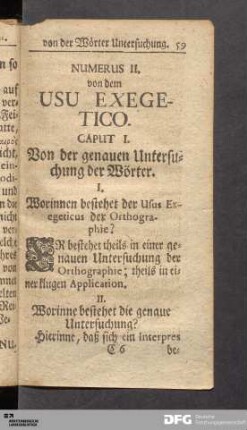 von der Wörter Untersuchung. 59
NUMERUS II.
von dem
USU EXEGE-
TICO.
CAPUT I.
Von der genauen Untersu-
chung der Wörter.
I.
Worinnen bestehet der Usus Ex-
egeticus der Orthogra-
phie?
ER bestehet theils in einer ge-
nauen Untersuchung der
Orthographie; theils in ei-
ner klugen Application.
II.
Worinne bestehet die genaue
Untersuchung?
Hierinne, daß sich ein Interpres
C 6 be-
DFG